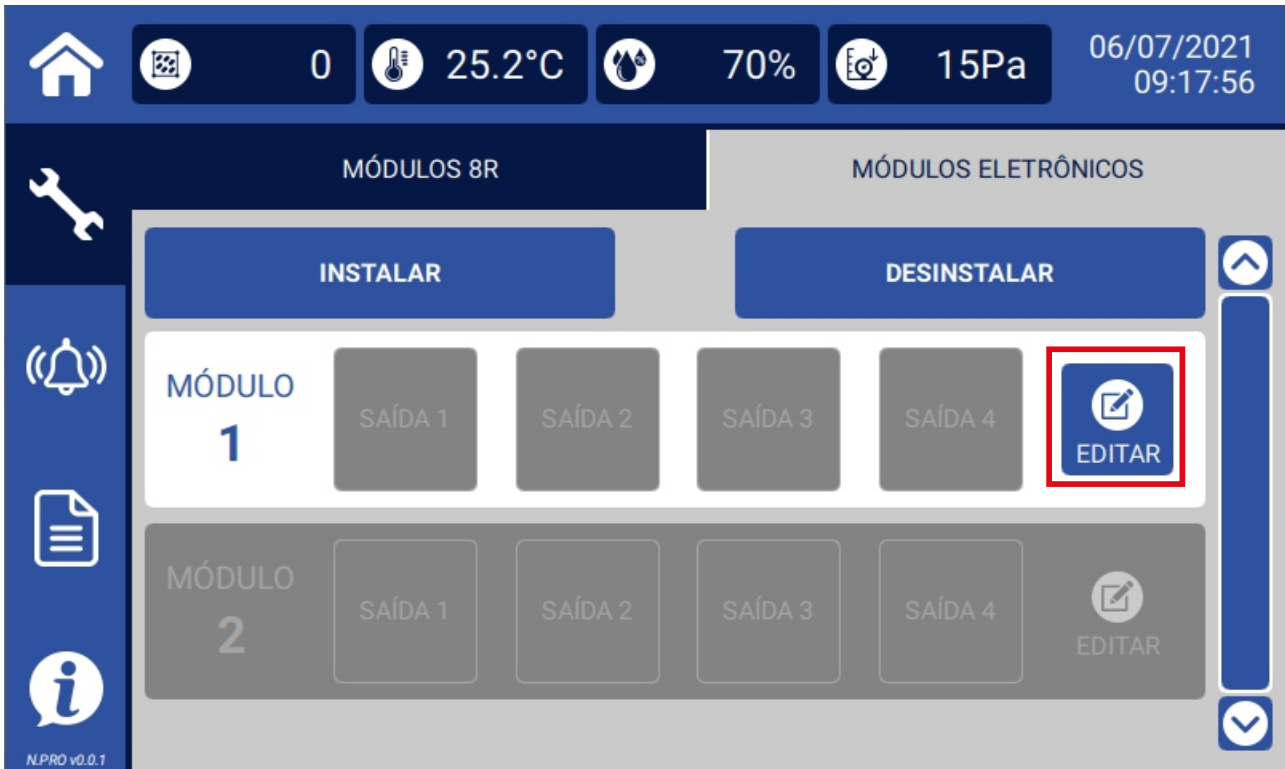 0
25.2°C
70%
15Pa
06/07/2021
09:17:56
MÓDULOS 8R
MÓDULOS ELETRÔNICOS
INSTALAR
DESINSTALAR
MÓDULO
1
SAÍDA 1
SAÍDA 2
SAÍDA 3
SAÍDA 4
EDITAR
MÓDULO
2
SAÍDA 1
SAÍDA 2
SAÍDA 3
SAÍDA 4
EDITAR
N.PRO v0.0.1